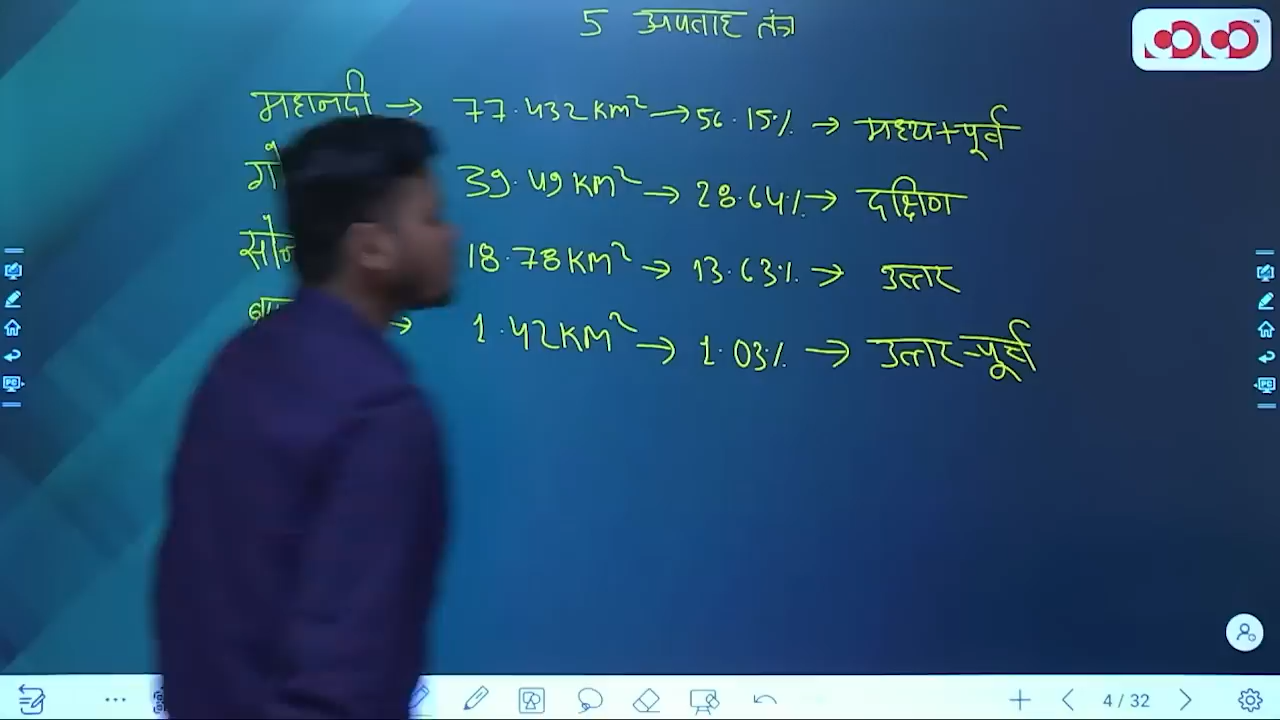 5 अपवाह तंत्र
महानदी → 77.432 km² → 56.15% → मध्य+पूर्व
39.49 km² → 28.64% → दक्षिण
18.78 km² → 13.63% → उत्तर
→ 1.42 km² → 1.03% → उत्तर-पूर्व
4 / 32